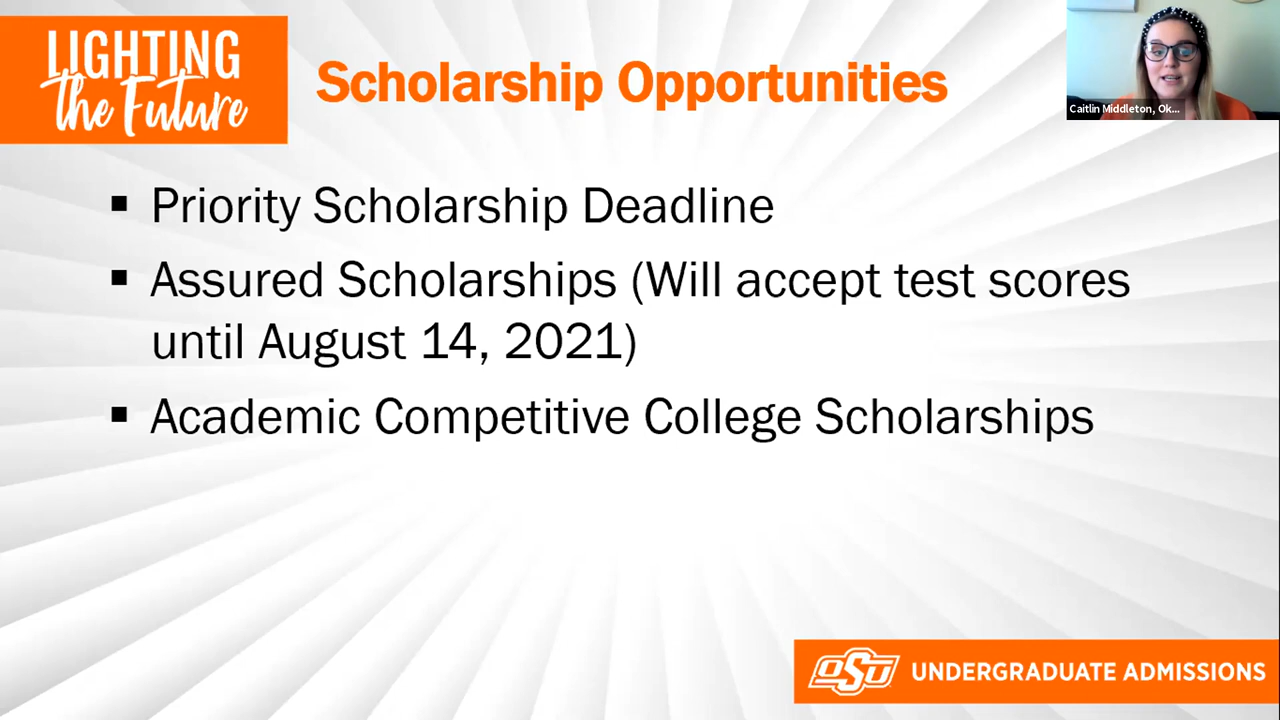 LIGHTING
the Future
Scholarship Opportunities
Caitlin Middleton, Ok...
▪ Priority Scholarship Deadline
▪ Assured Scholarships (Will accept test scores
until August 14, 2021)
▪ Academic Competitive College Scholarships
OSU UNDERGRADUATE ADMISSIONS